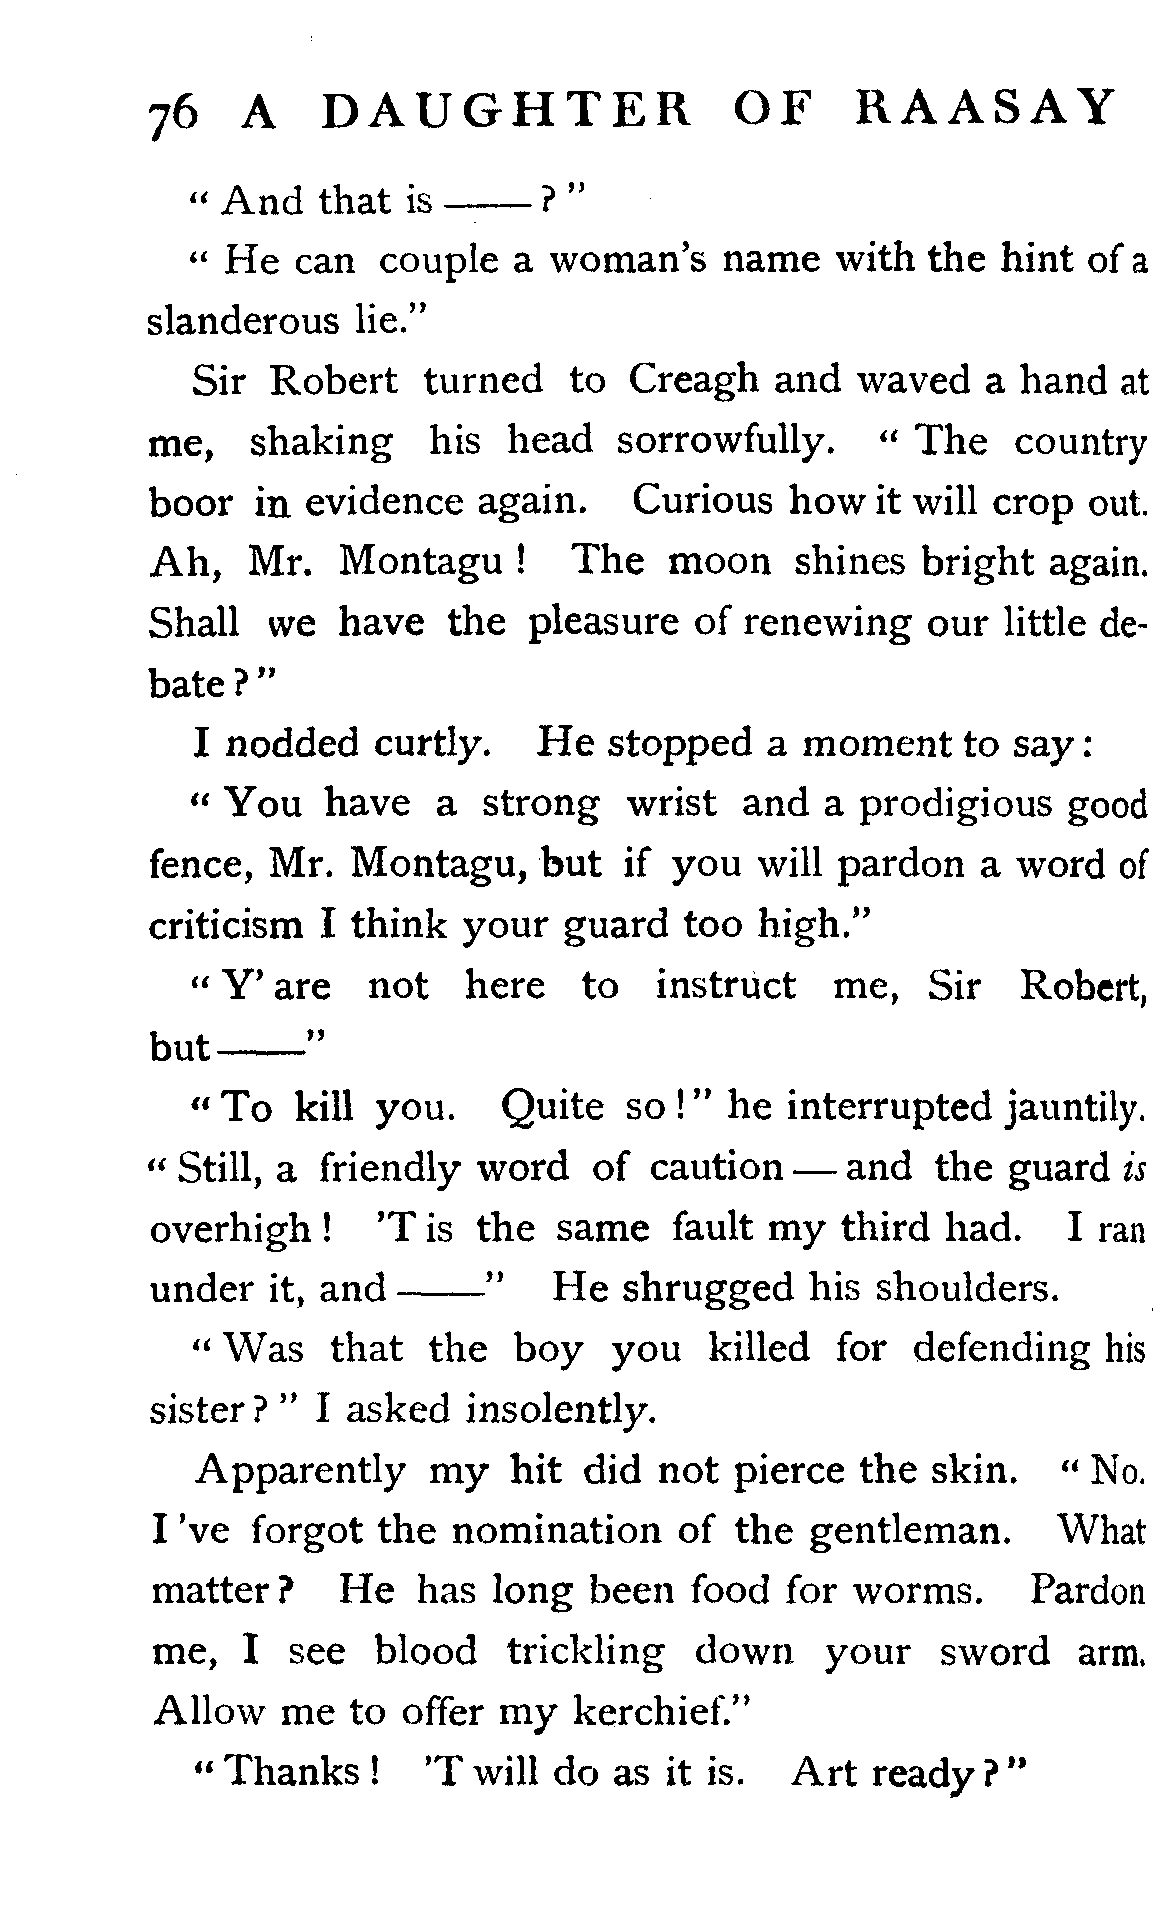 76 A DAUGHTER OF RAASAY
“ And that is —— ? ”
“ He can couple a woman’s name with the hint of a
slanderous lie.”
Sir Robert turned to Creagh and waved a hand at
me, shaking his head sorrowfully. “ The country
boor in evidence again. Curious how it will crop out.
Ah, Mr. Montagu ! The moon shines bright again.
Shall we have the pleasure of renewing our little de-
bate ? ”
I nodded curtly. He stopped a moment to say :
“ You have a strong wrist and a prodigious good
fence, Mr. Montagu, but if you will pardon a word of
criticism I think your guard too high.”
“ Y’ are not here to instruct me, Sir Robert,
but —— ”
“ To kill you. Quite so ! ” he interrupted jauntily.
“ Still, a friendly word of caution — and the guard is
overhigh ! ’T is the same fault my third had. I ran
under it, and —— ” He shrugged his shoulders.
“ Was that the boy you killed for defending his
sister ? ” I asked insolently.
Apparently my hit did not pierce the skin. “ No.
I ’ve forgot the nomination of the gentleman. What
matter ? He has long been food for worms. Pardon
me, I see blood trickling down your sword arm.
Allow me to offer my kerchief.”
“ Thanks ! ’T will do as it is. Art ready ? ”